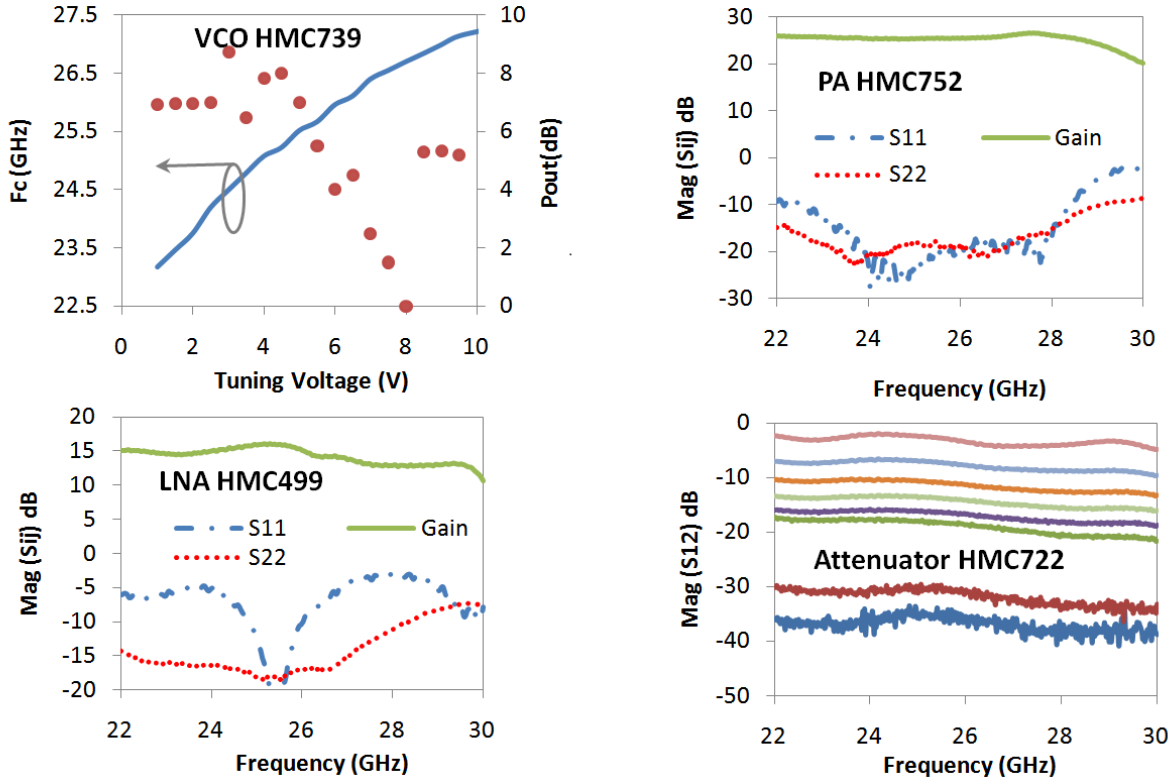 VCO HMC739
Fc (GHz)
27.5
26.5
25.5
24.5
23.5
22.5
10
8
6
4
2
0
Pout(dB)
0 2 4 6 8 10
Tuning Voltage (V)
PA HMC752
Mag (Sij) dB
30
20
10
0
-10
-20
-30
S11
Gain
S22
22 24 26 28 30
Frequency (GHz)
LNA HMC499
Mag (Sij) dB
20
15
10
5
0
-5
-10
-15
-20
S11
Gain
S22
22 24 26 28 30
Frequency (GHz)
Attenuator HMC722
Mag (S12) dB
0
-10
-20
-30
-40
-50
22 24 26 28 30
Frequency (GHz)